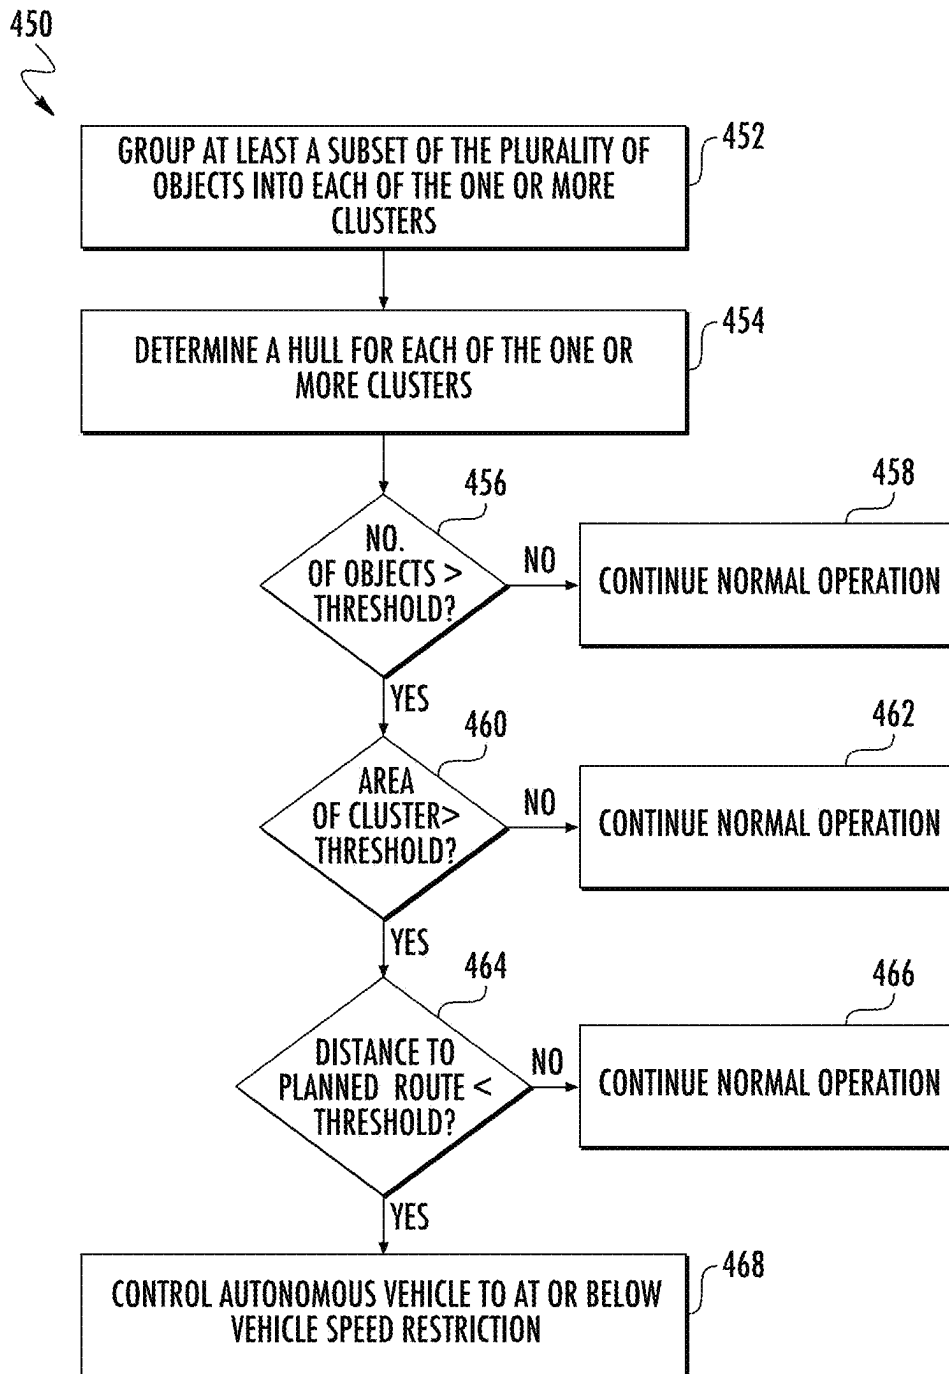 450
GROUP AT LEAST A SUBSET OF THE PLURALITY OF
OBJECTS INTO EACH OF THE ONE OR MORE
CLUSTERS
452
DETERMINE A HULL FOR EACH OF THE ONE OR
MORE CLUSTERS
454
NO.
OF OBJECTS >
THRESHOLD?
456
NO
CONTINUE NORMAL OPERATION
458
YES
AREA
OF CLUSTER>
THRESHOLD?
460
NO
CONTINUE NORMAL OPERATION
462
YES
DISTANCE TO
PLANNED ROUTE <
THRESHOLD?
464
NO
CONTINUE NORMAL OPERATION
466
YES
CONTROL AUTONOMOUS VEHICLE TO AT OR BELOW
VEHICLE SPEED RESTRICTION
468